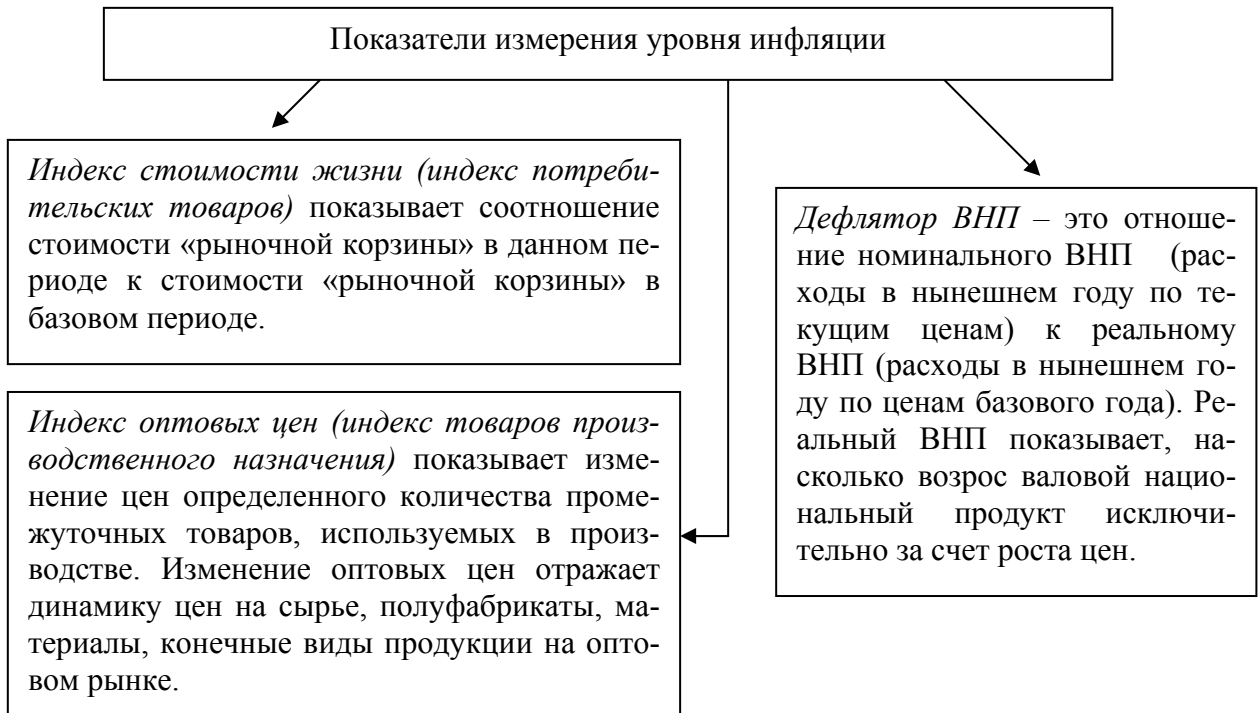 Показатели измерения уровня инфляции
Индекс стоимости жизни (индекс потреби-
тельских товаров) показывает соотношение
стоимости «рыночной корзины» в данном пе-
риоде к стоимости «рыночной корзины» в
базовом периоде.
Индекс оптовых цен (индекс товаров произ-
водственного назначения) показывает изме-
нение цен определенного количества проме-
жуточных товаров, используемых в произ-
водстве. Изменение оптовых цен отражает
динамику цен на сырье, полуфабрикаты, ма-
териалы, конечные виды продукции на опто-
вом рынке.
Дефлятор ВНП – это отноше-
ние номинального ВНП (рас-
ходы в нынешнем году по те-
кущим ценам) к реальному
ВНП (расходы в нынешнем го-
ду по ценам базового года). Ре-
альный ВНП показывает, на-
сколько возрос валовой нацио-
нальный продукт исключи-
тельно за счет роста цен.